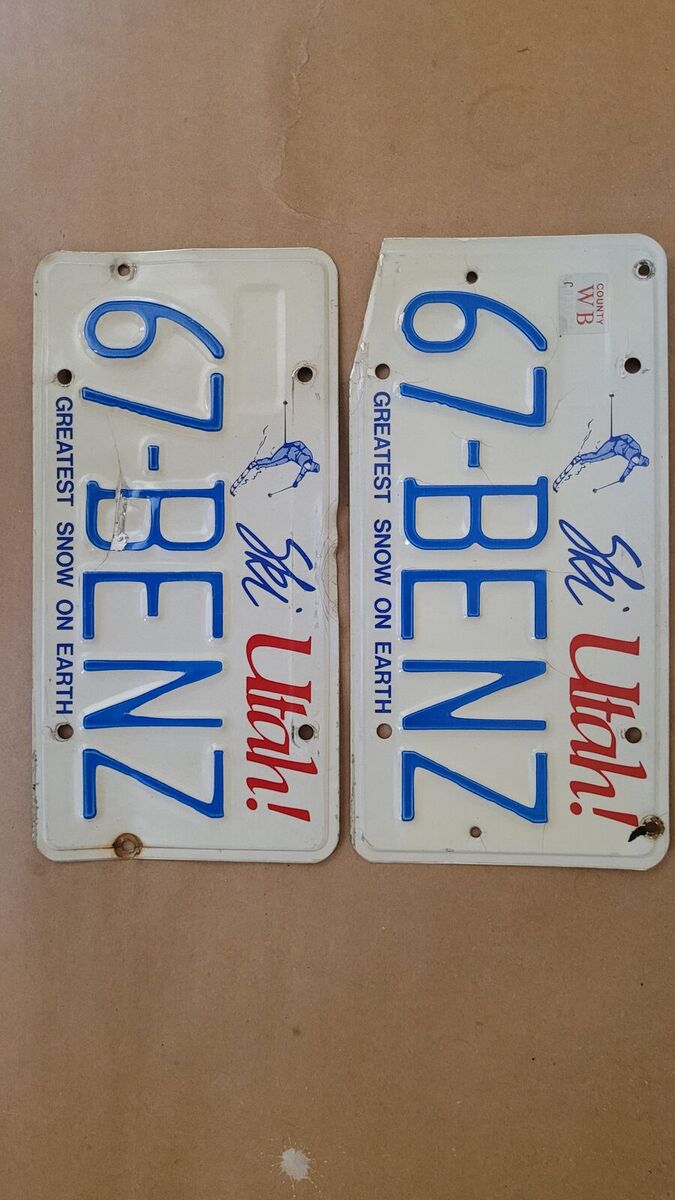 COUNTY
WB
Ski Utah!
67-BENZ
GREATEST SNOW ON EARTH
Ski Utah!
67-BENZ
GREATEST SNOW ON EARTH